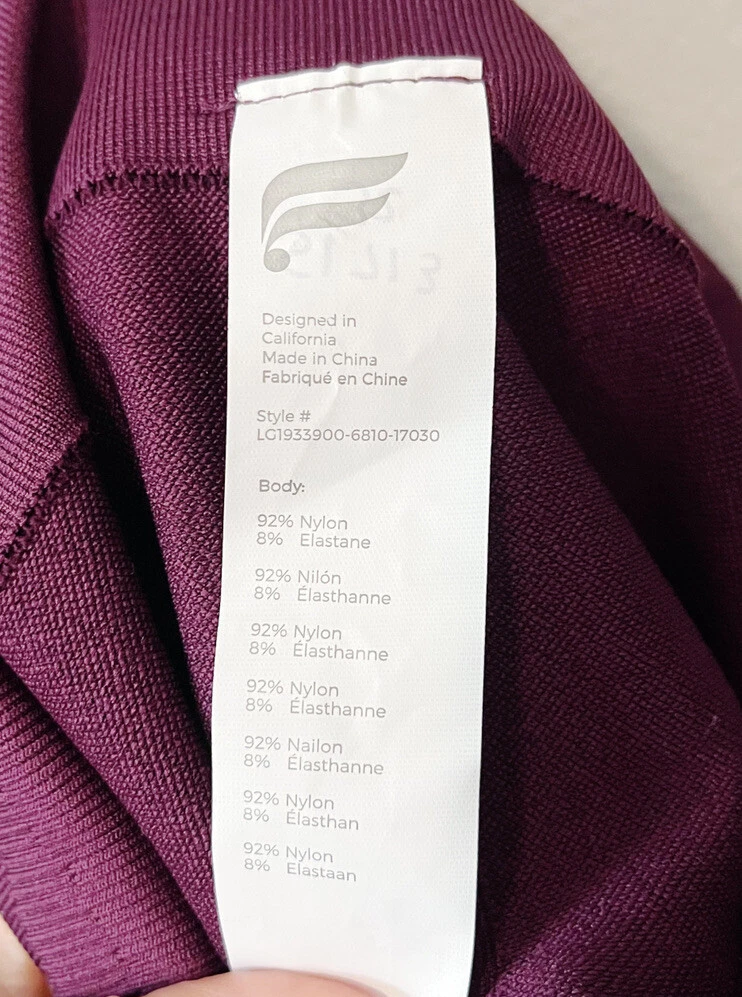 Designed in
California
Made in China
Fabriqué en Chine
Style #
LG1933900-6810-17030
Body:
92% Nylon
8% Elastane
92% Nilón
8% Élasthanne
92% Nylon
8% Élasthanne
92% Nylon
8% Élasthanne
92% Nailon
8% Élasthanne
92% Nylon
8% Élasthan
92% Nylon
8% Elastaan